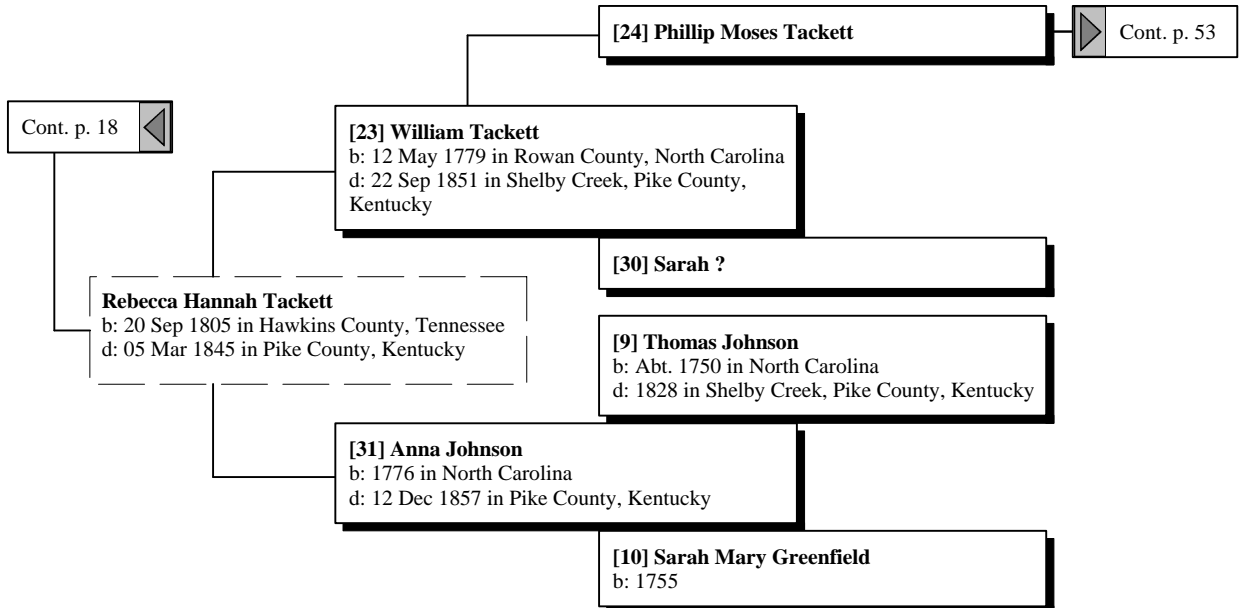 [24] Phillip Moses Tackett
Cont. p. 53
Cont. p. 18
[23] William Tackett
b: 12 May 1779 in Rowan County, North Carolina
d: 22 Sep 1851 in Shelby Creek, Pike County,
Kentucky
[30] Sarah ?
Rebecca Hannah Tackett
b: 20 Sep 1805 in Hawkins County, Tennessee
d: 05 Mar 1845 in Pike County, Kentucky
[9] Thomas Johnson
b: Abt. 1750 in North Carolina
d: 1828 in Shelby Creek, Pike County, Kentucky
[31] Anna Johnson
b: 1776 in North Carolina
d: 12 Dec 1857 in Pike County, Kentucky
[10] Sarah Mary Greenfield
b: 1755